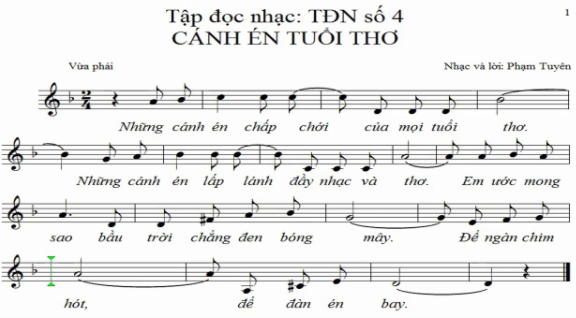 Tập đọc nhạc: TĐN số 4
1
CÁNH ÉN TUỔI THƠ
Vừa phải
Nhạc và lời: Phạm Tuyên
2
4
Những cánh én chấp chới của mọi tuổi thơ.
Những cánh én lấp lánh đầy nhạc và thơ. Em ước mong
sao bầu trời chẳng đen bóng mây. Để ngàn chim
hót, để đàn én bay.